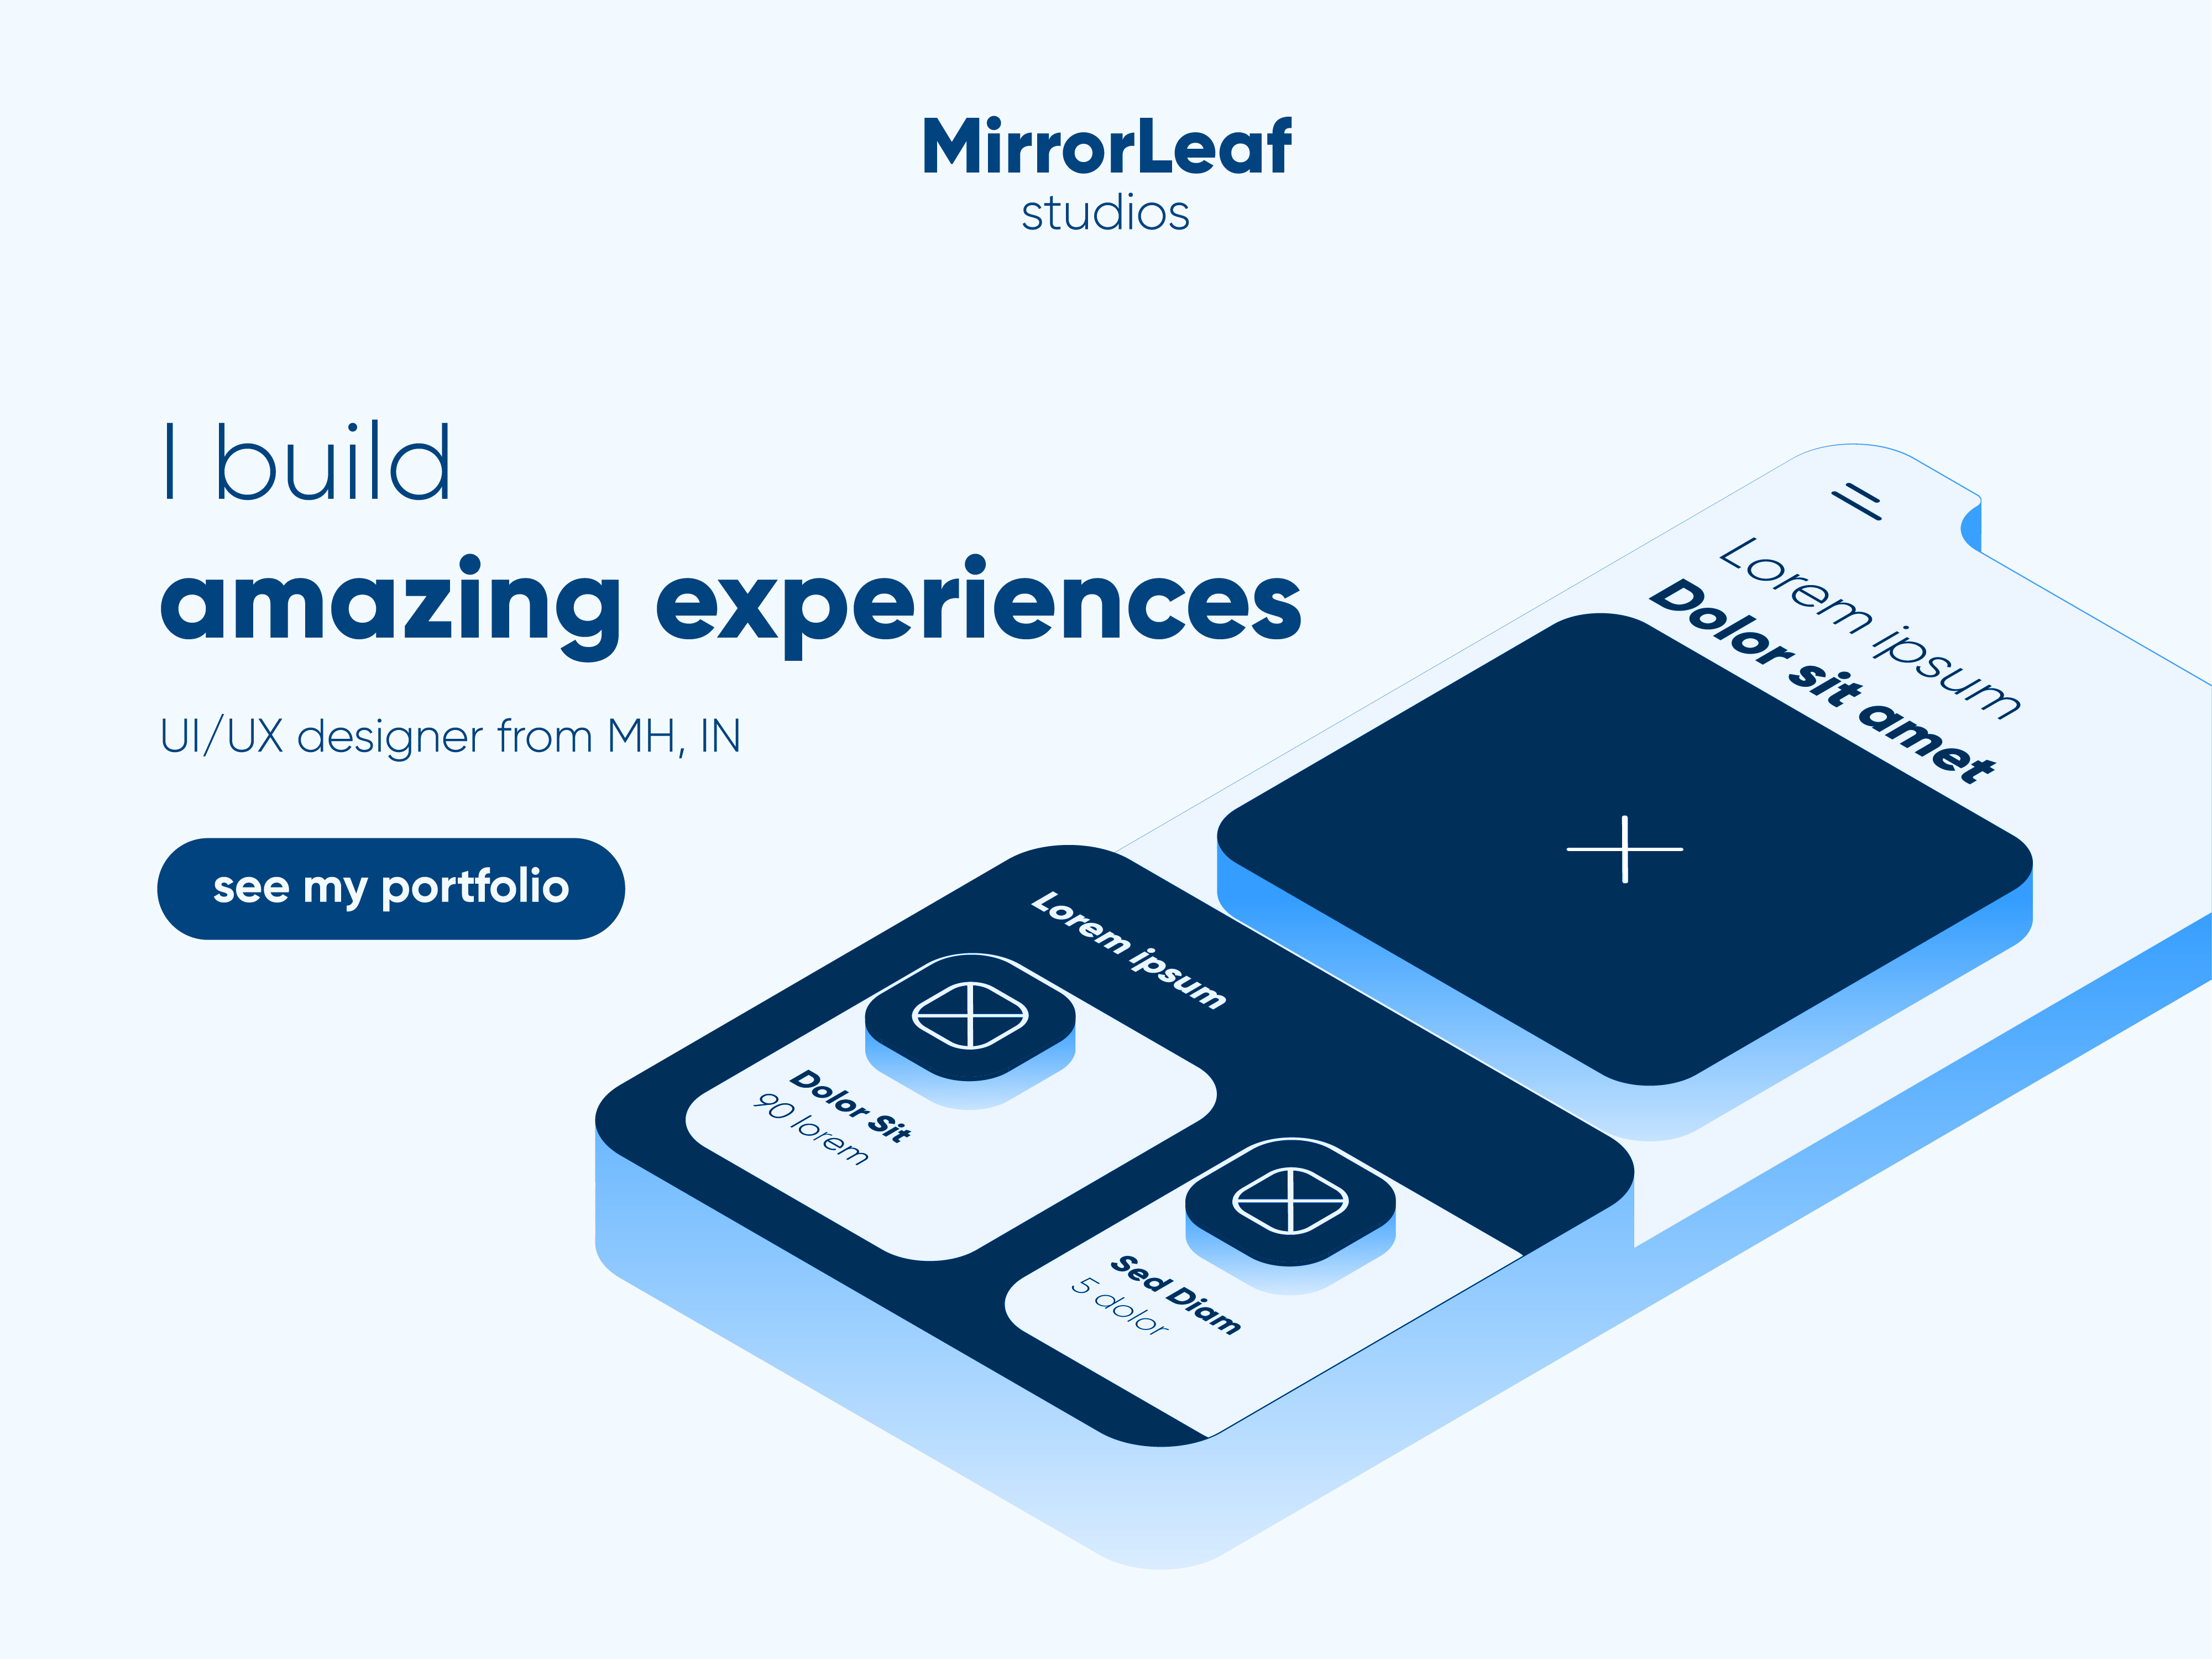 MirrorLeaf
studios
I build
amazing experiences
UI/UX designer from MH, IN
see my portfolio
Lorem ipsum
Dolor sit amet
Lorem ipsum
Dolor Sit
90 lorem
Sed Diam
5 dolor